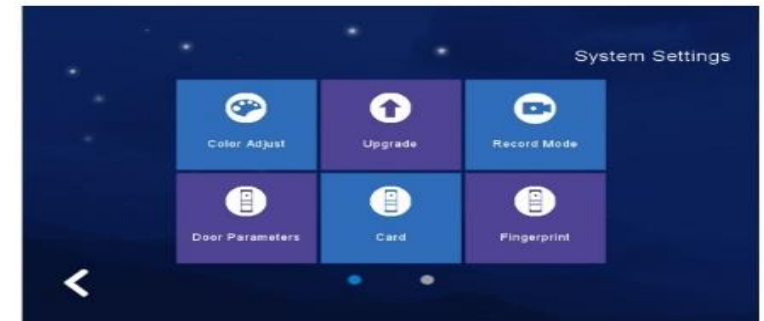 System Settings
Color Adjust
Upgrade
Record Mode
Door Parameters
Card
Fingerprint